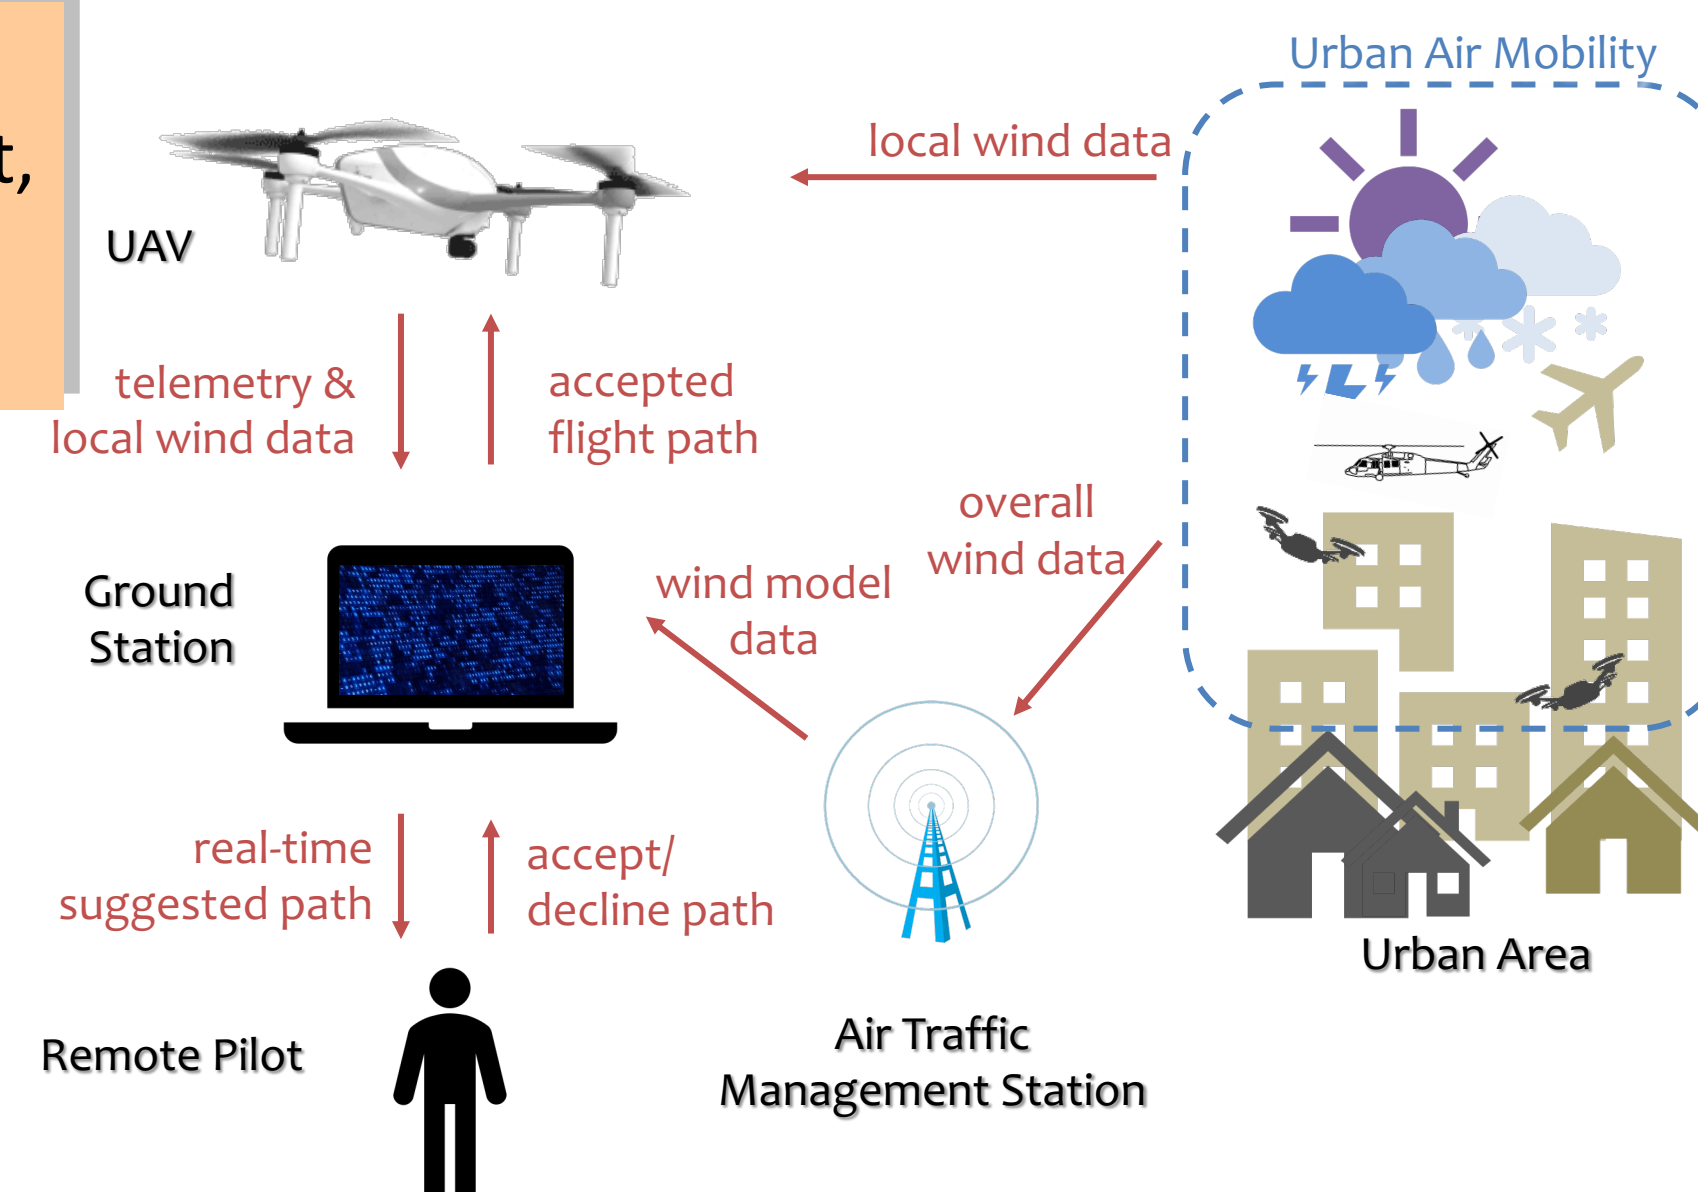 t,
Urban Air Mobility
local wind data
UAV
telemetry &
local wind data
accepted
flight path
overall
wind data
Ground
Station
wind model
data
real-time
suggested path
accept/
decline path
Urban Area
Remote Pilot
Air Traffic
Management Station